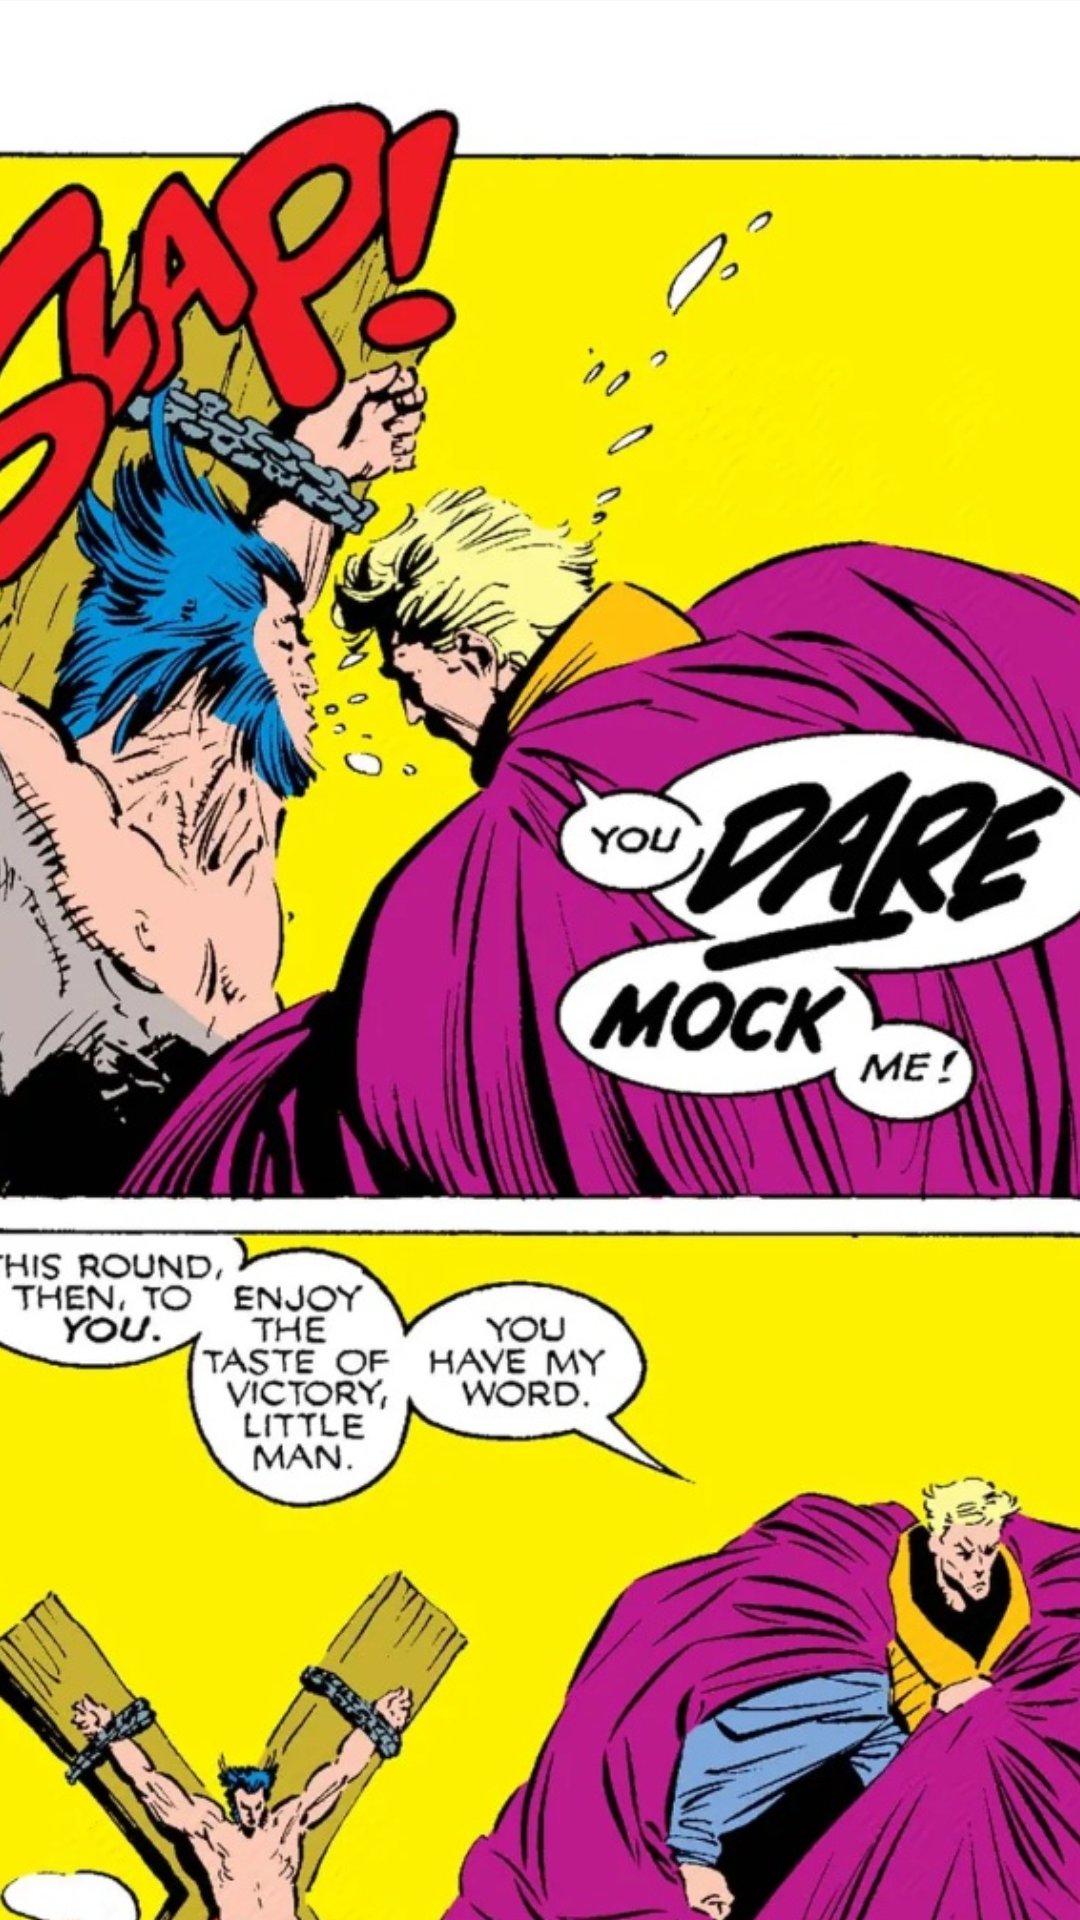 SLAP!
YOU
DARE
MOCK
ME!
THIS ROUND,
THEN, TO
YOU.
ENJOY
THE
TASTE OF
VICTORY,
LITTLE
MAN.
YOU
HAVE MY
WORD.